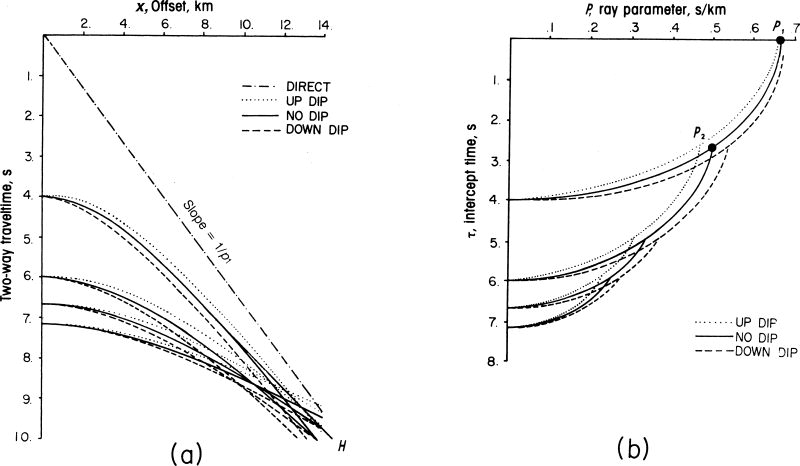 x, Offset, km
2. 4. 6. 8. 10. 12. 14.
DIRECT
UP DIP
NO DIP
DOWN DIP
Slope = 1/p1
Two-way traveltime, s
1.
2.
3.
4.
5.
6.
7.
8.
9.
10.
H
(a)
P, ray parameter, s/km
.1 .2 .3 .4 .5 .6 .7
P1
P2
τ, intercept time, s
1.
2.
3.
4.
5.
6.
7.
8.
UP DIP
NO DIP
DOWN DIP
(b)